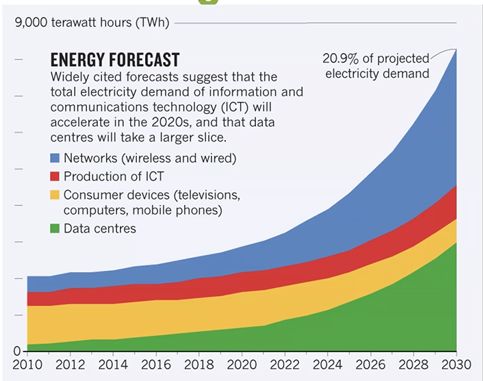 9,000 terawatt hours (TWh)
ENERGY FORECAST
Widely cited forecasts suggest that the
total electricity demand of information and
communications technology (ICT) will
accelerate in the 2020s, and that data
centres will take a larger slice.
20.9% of projected
electricity demand
Networks (wireless and wired)
Production of ICT
Consumer devices (televisions,
computers, mobile phones)
Data centres
0
2010 2012 2014 2016 2018 2020 2022 2024 2026 2028 2030